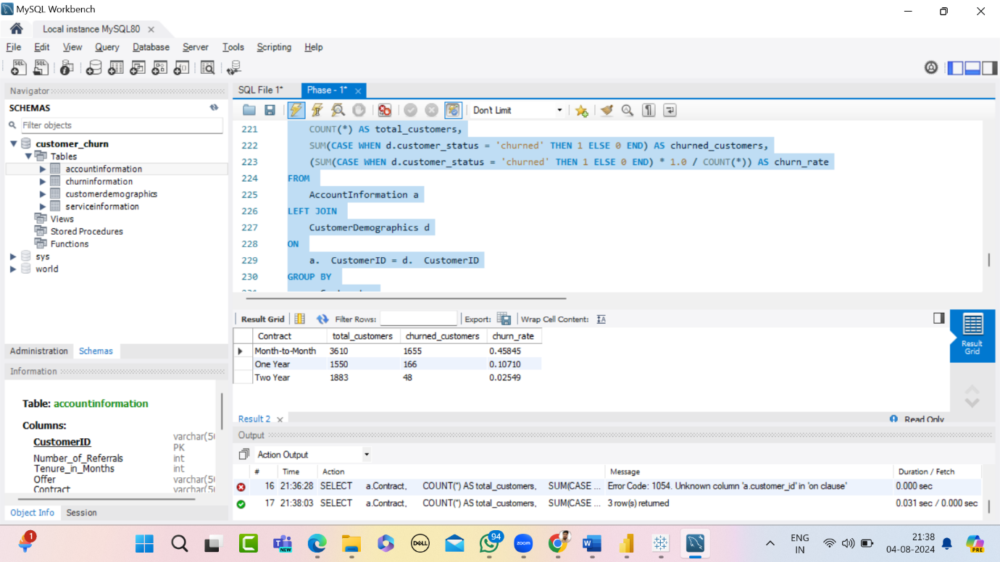 MySQL Workbench
Local instance MySQL80
File Edit View Query Database Server Tools Scripting Help
Navigator
SCHEMAS
Filter objects
customer_churn
Tables
accountinformation
churninformation
customerdemographics
serviceinformation
Views
Stored Procedures
Functions
sys
world
Administration Schemas
Information
Table: accountinformation
Columns:
CustomerID varchar(50
PK
Number_of_Referrals int
Tenure_in_Months int
Offer varchar(50
Contract varchar(50
Object Info Session
SQL File 1* Phase - 1*
Don't Limit
221 COUNT(*) AS total_customers,
222 SUM(CASE WHEN d.customer_status = 'churned' THEN 1 ELSE 0 END) AS churned_customers,
223 (SUM(CASE WHEN d.customer_status = 'churned' THEN 1 ELSE 0 END) * 1.0 / COUNT(*)) AS churn_rate
224 FROM
225 AccountInformation a
226 LEFT JOIN
227 CustomerDemographics d
228 ON
229 a. CustomerID = d. CustomerID
230 GROUP BY
Result Grid Filter Rows: Export: Wrap Cell Content:
Contract total_customers churned_customers churn_rate
Month-to-Month 3610 1655 0.45845
One Year 1550 166 0.10710
Two Year 1883 48 0.02549
Result
Grid
Result 2 Read Only
Output
Action Output
# Time Action Message Duration / Fetch
16 21:36:28 SELECT a.Contract, COUNT(*) AS total_customers, SUM(CASE ... Error Code: 1054. Unknown column 'a.customer_id' in 'on clause' 0.000 sec
17 21:38:03 SELECT a.Contract, COUNT(*) AS total_customers, SUM(CASE ... 3 row(s) returned 0.031 sec / 0.000 sec
1
NEW
DELL
94
zoom
ENG
IN
21:38
04-08-2024
PRE